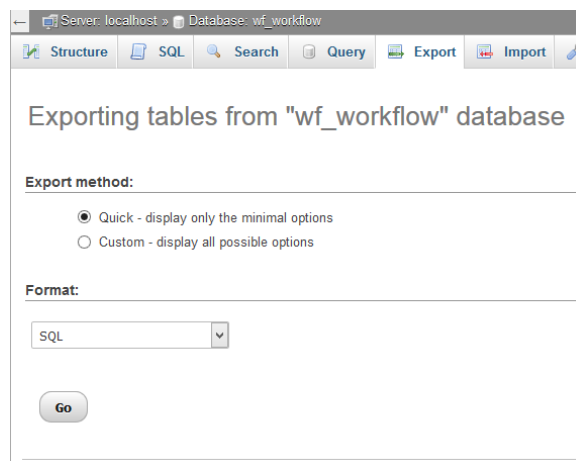 Server: localhost » Database: wf_workflow
Structure SQL Search Query Export Import
Exporting tables from "wf_workflow" database
Export method:
Quick - display only the minimal options
Custom - display all possible options
Format:
SQL
Go